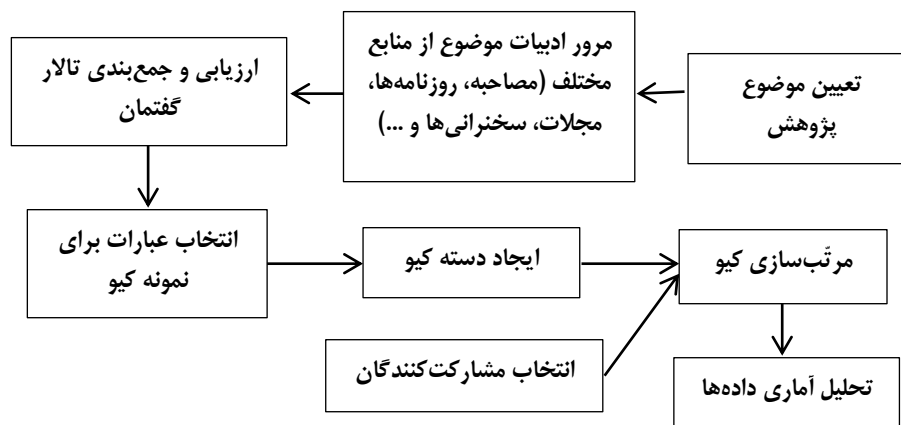 تعیین موضوع
پژوهش
مرور ادبیات موضوع از منابع
مختلف (مصاحبه، روزنامه‌ها،
مجلات، سخنرانی‌ها و ...)
ارزیابی و جمع‌بندی تالار
گفتمان
انتخاب عبارات برای
نمونه کیو
ایجاد دسته کیو
مرتّب‌سازی کیو
انتخاب مشارکت‌کنندگان
تحلیل آماری داده‌ها